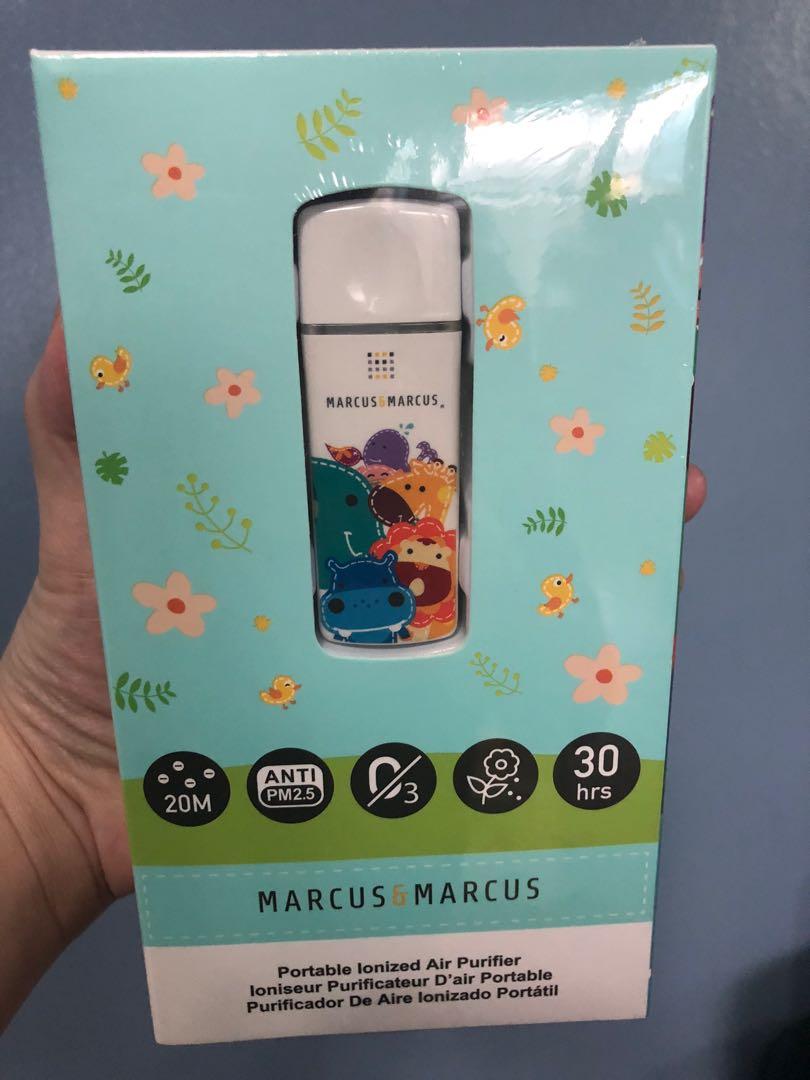 MARCUS&MARCUS
20M
ANTI
PM2.5
O3
30
hrs
MARCUS&MARCUS
Portable Ionized Air Purifier
Ioniseur Purificateur D'air Portable
Purificador De Aire Ionizado Portátil